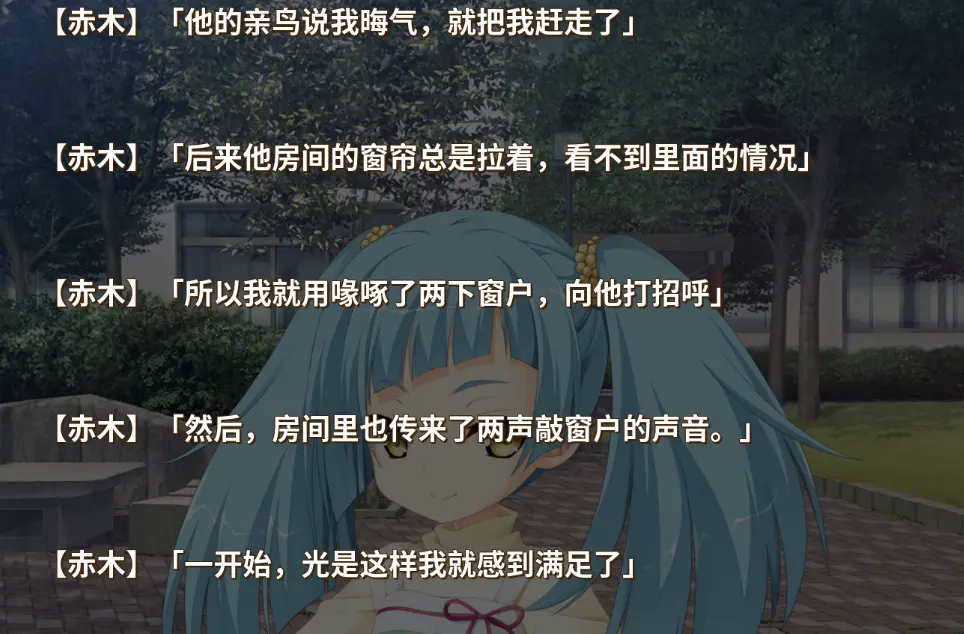 【赤木】「他的亲鸟说我晦气，就把我赶走了」
【赤木】「后来他房间的窗帘总是拉着，看不到里面的情况」
【赤木】「所以我就用喙啄了两下窗户，向他打招呼」
【赤木】「然后，房间里也传来了两声敲窗户的声音。」
【赤木】「一开始，光是这样我就感到满足了」